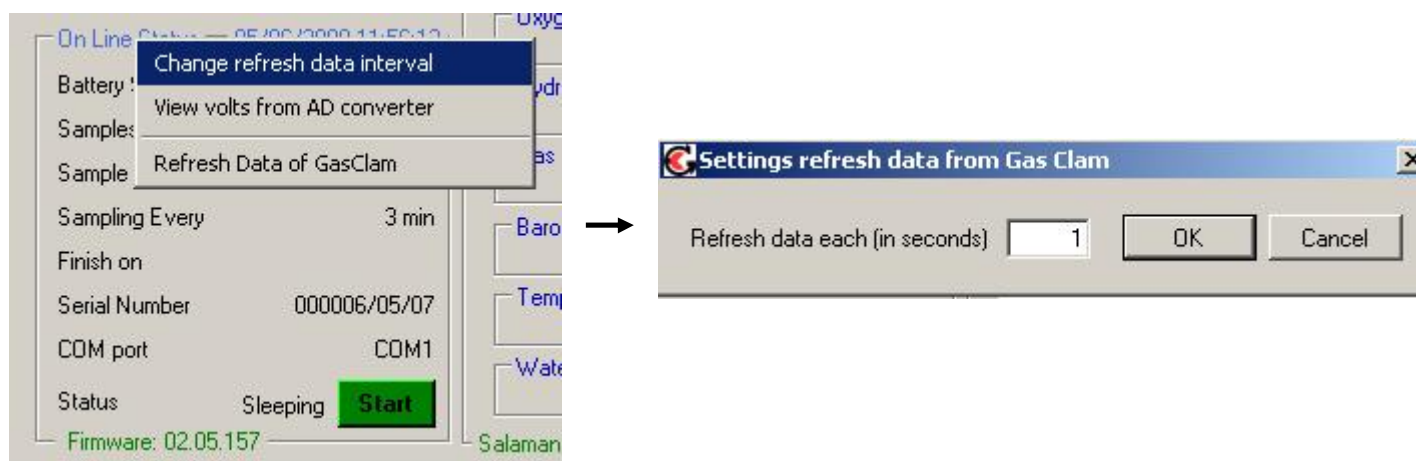 On Line
Change refresh data interval
View volts from AD converter
Refresh Data of GasClam
Battery
Samples
Sample
Sampling Every 3 min
Finish on
Serial Number 000006/05/07
COM port COM1
Status Sleeping Start
Firmware: 02.05.157
Baro
Temp
Wate
Salaman
Settings refresh data from Gas Clam
Refresh data each (in seconds) 1 OK Cancel